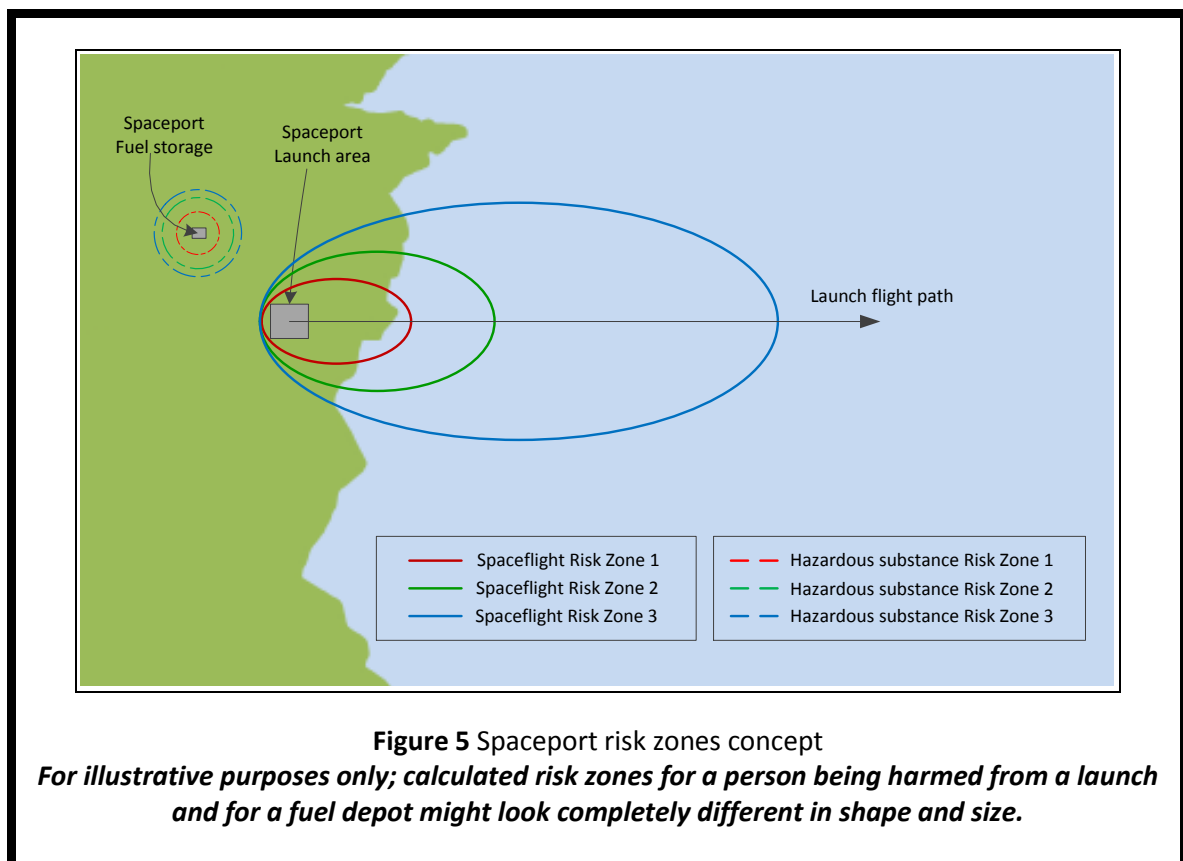 Spaceport
Fuel storage
Spaceport
Launch area
Launch flight path
Spaceflight Risk Zone 1
Spaceflight Risk Zone 2
Spaceflight Risk Zone 3
Hazardous substance Risk Zone 1
Hazardous substance Risk Zone 2
Hazardous substance Risk Zone 3
Figure 5 Spaceport risk zones concept
For illustrative purposes only; calculated risk zones for a person being harmed from a launch
and for a fuel depot might look completely different in shape and size.